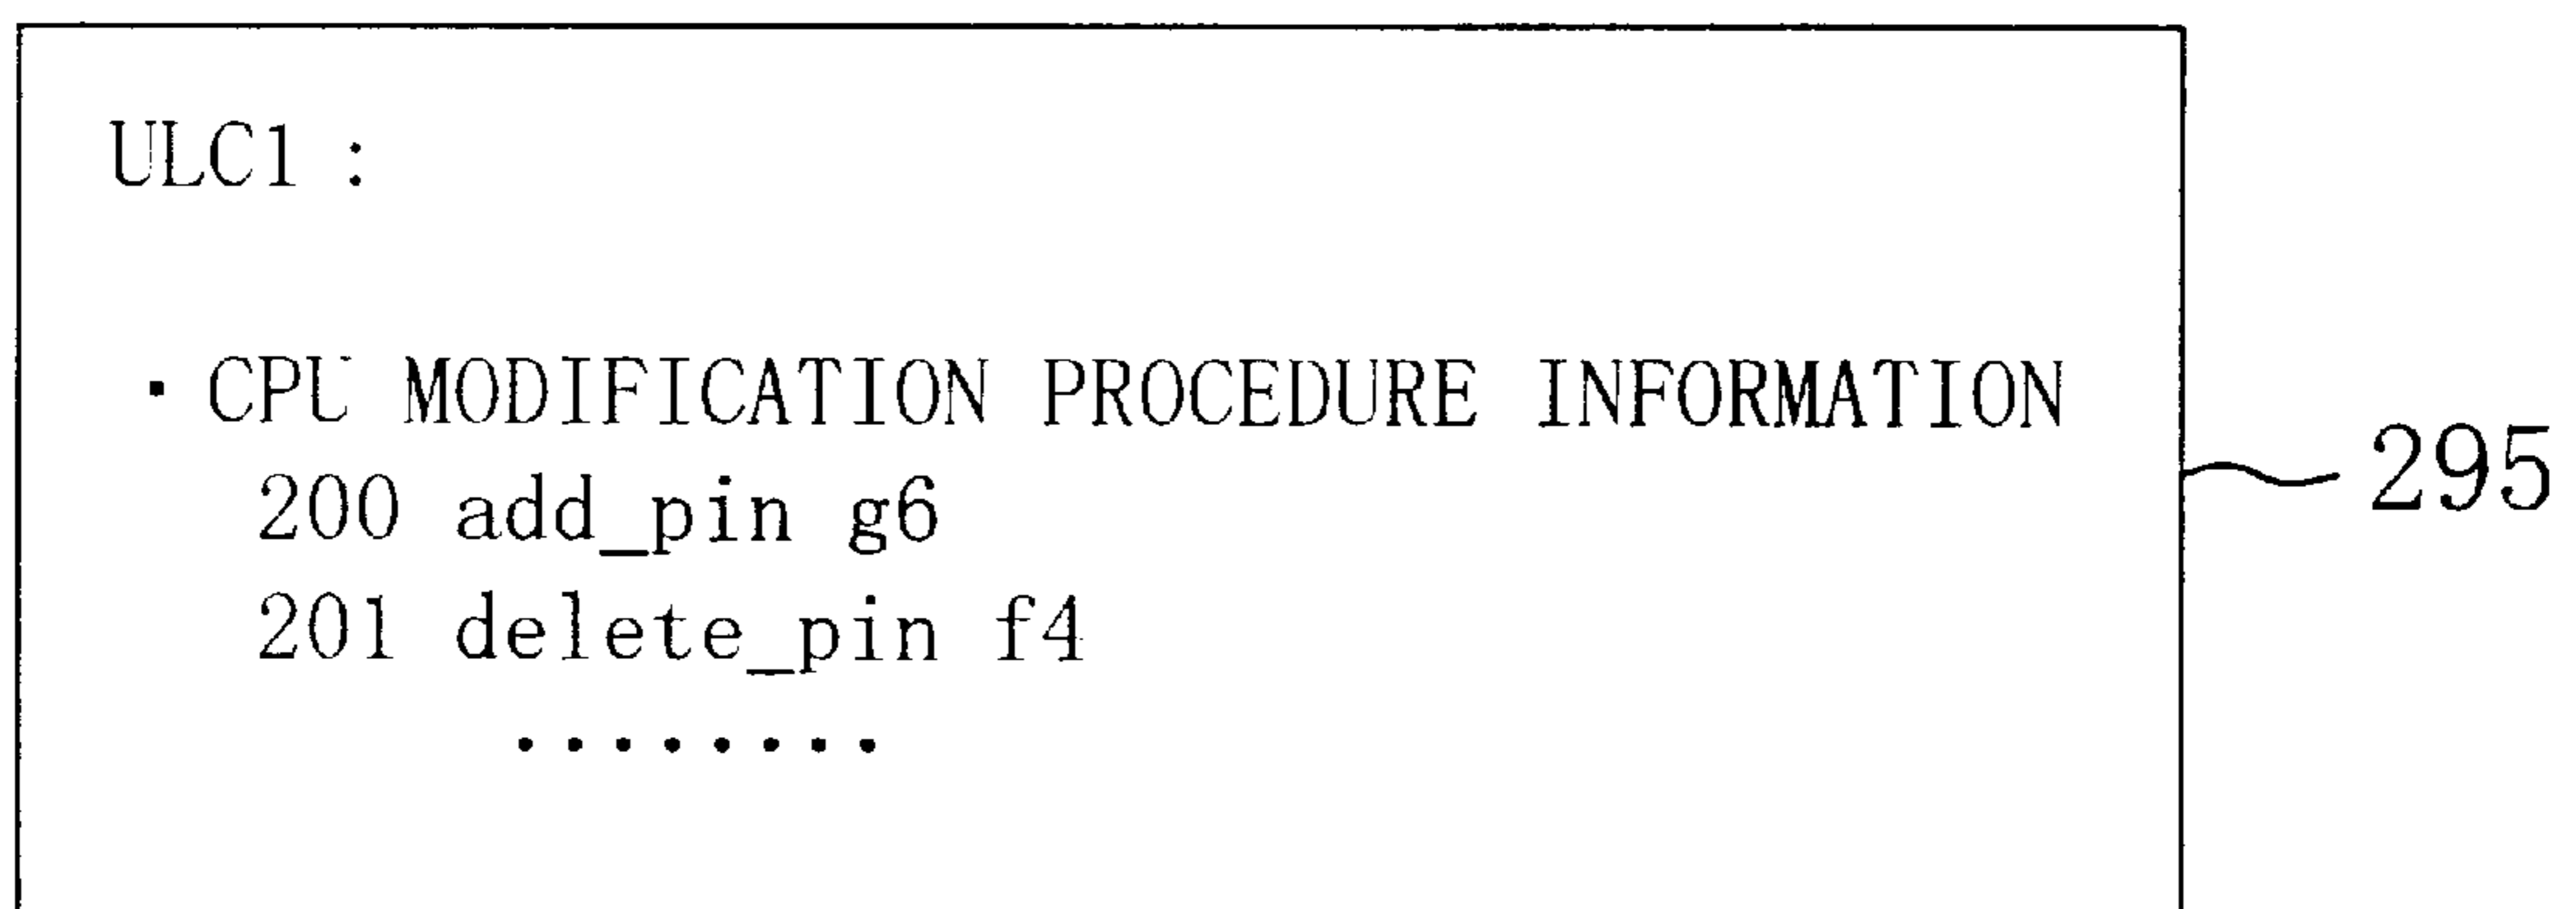 ULC1 :
・CPU MODIFICATION PROCEDURE INFORMATION
200 add_pin g6
201 delete_pin f4
・・・・・・・・
295